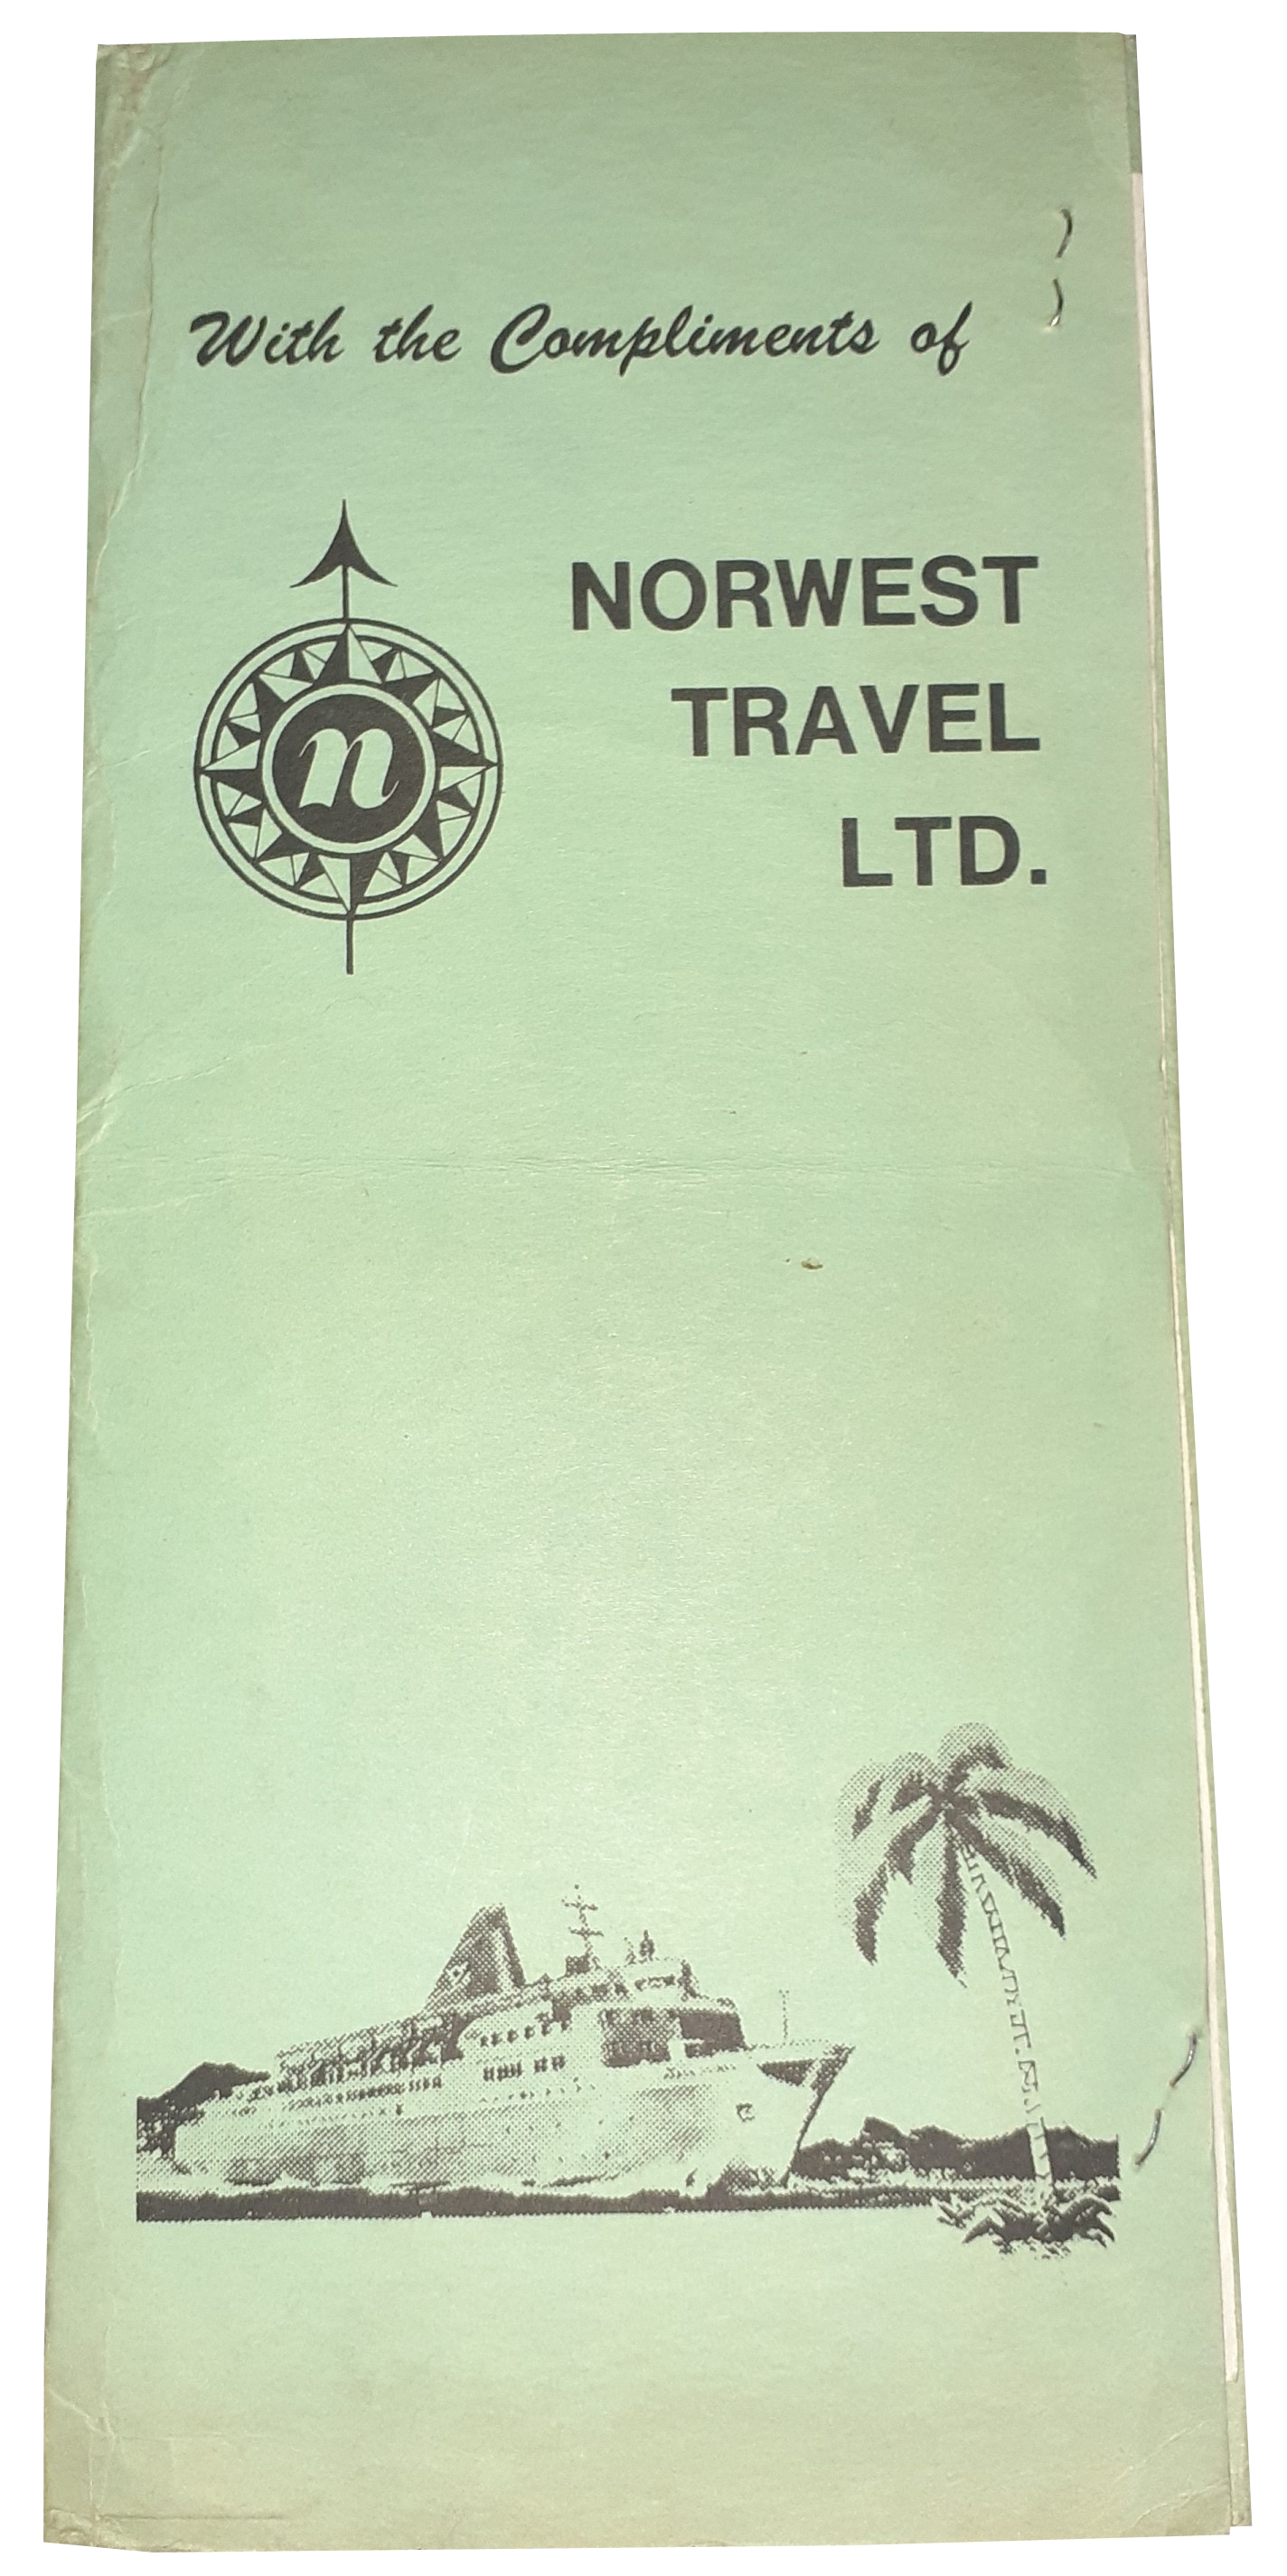 With the Compliments of
n
NORWEST
TRAVEL
LTD.